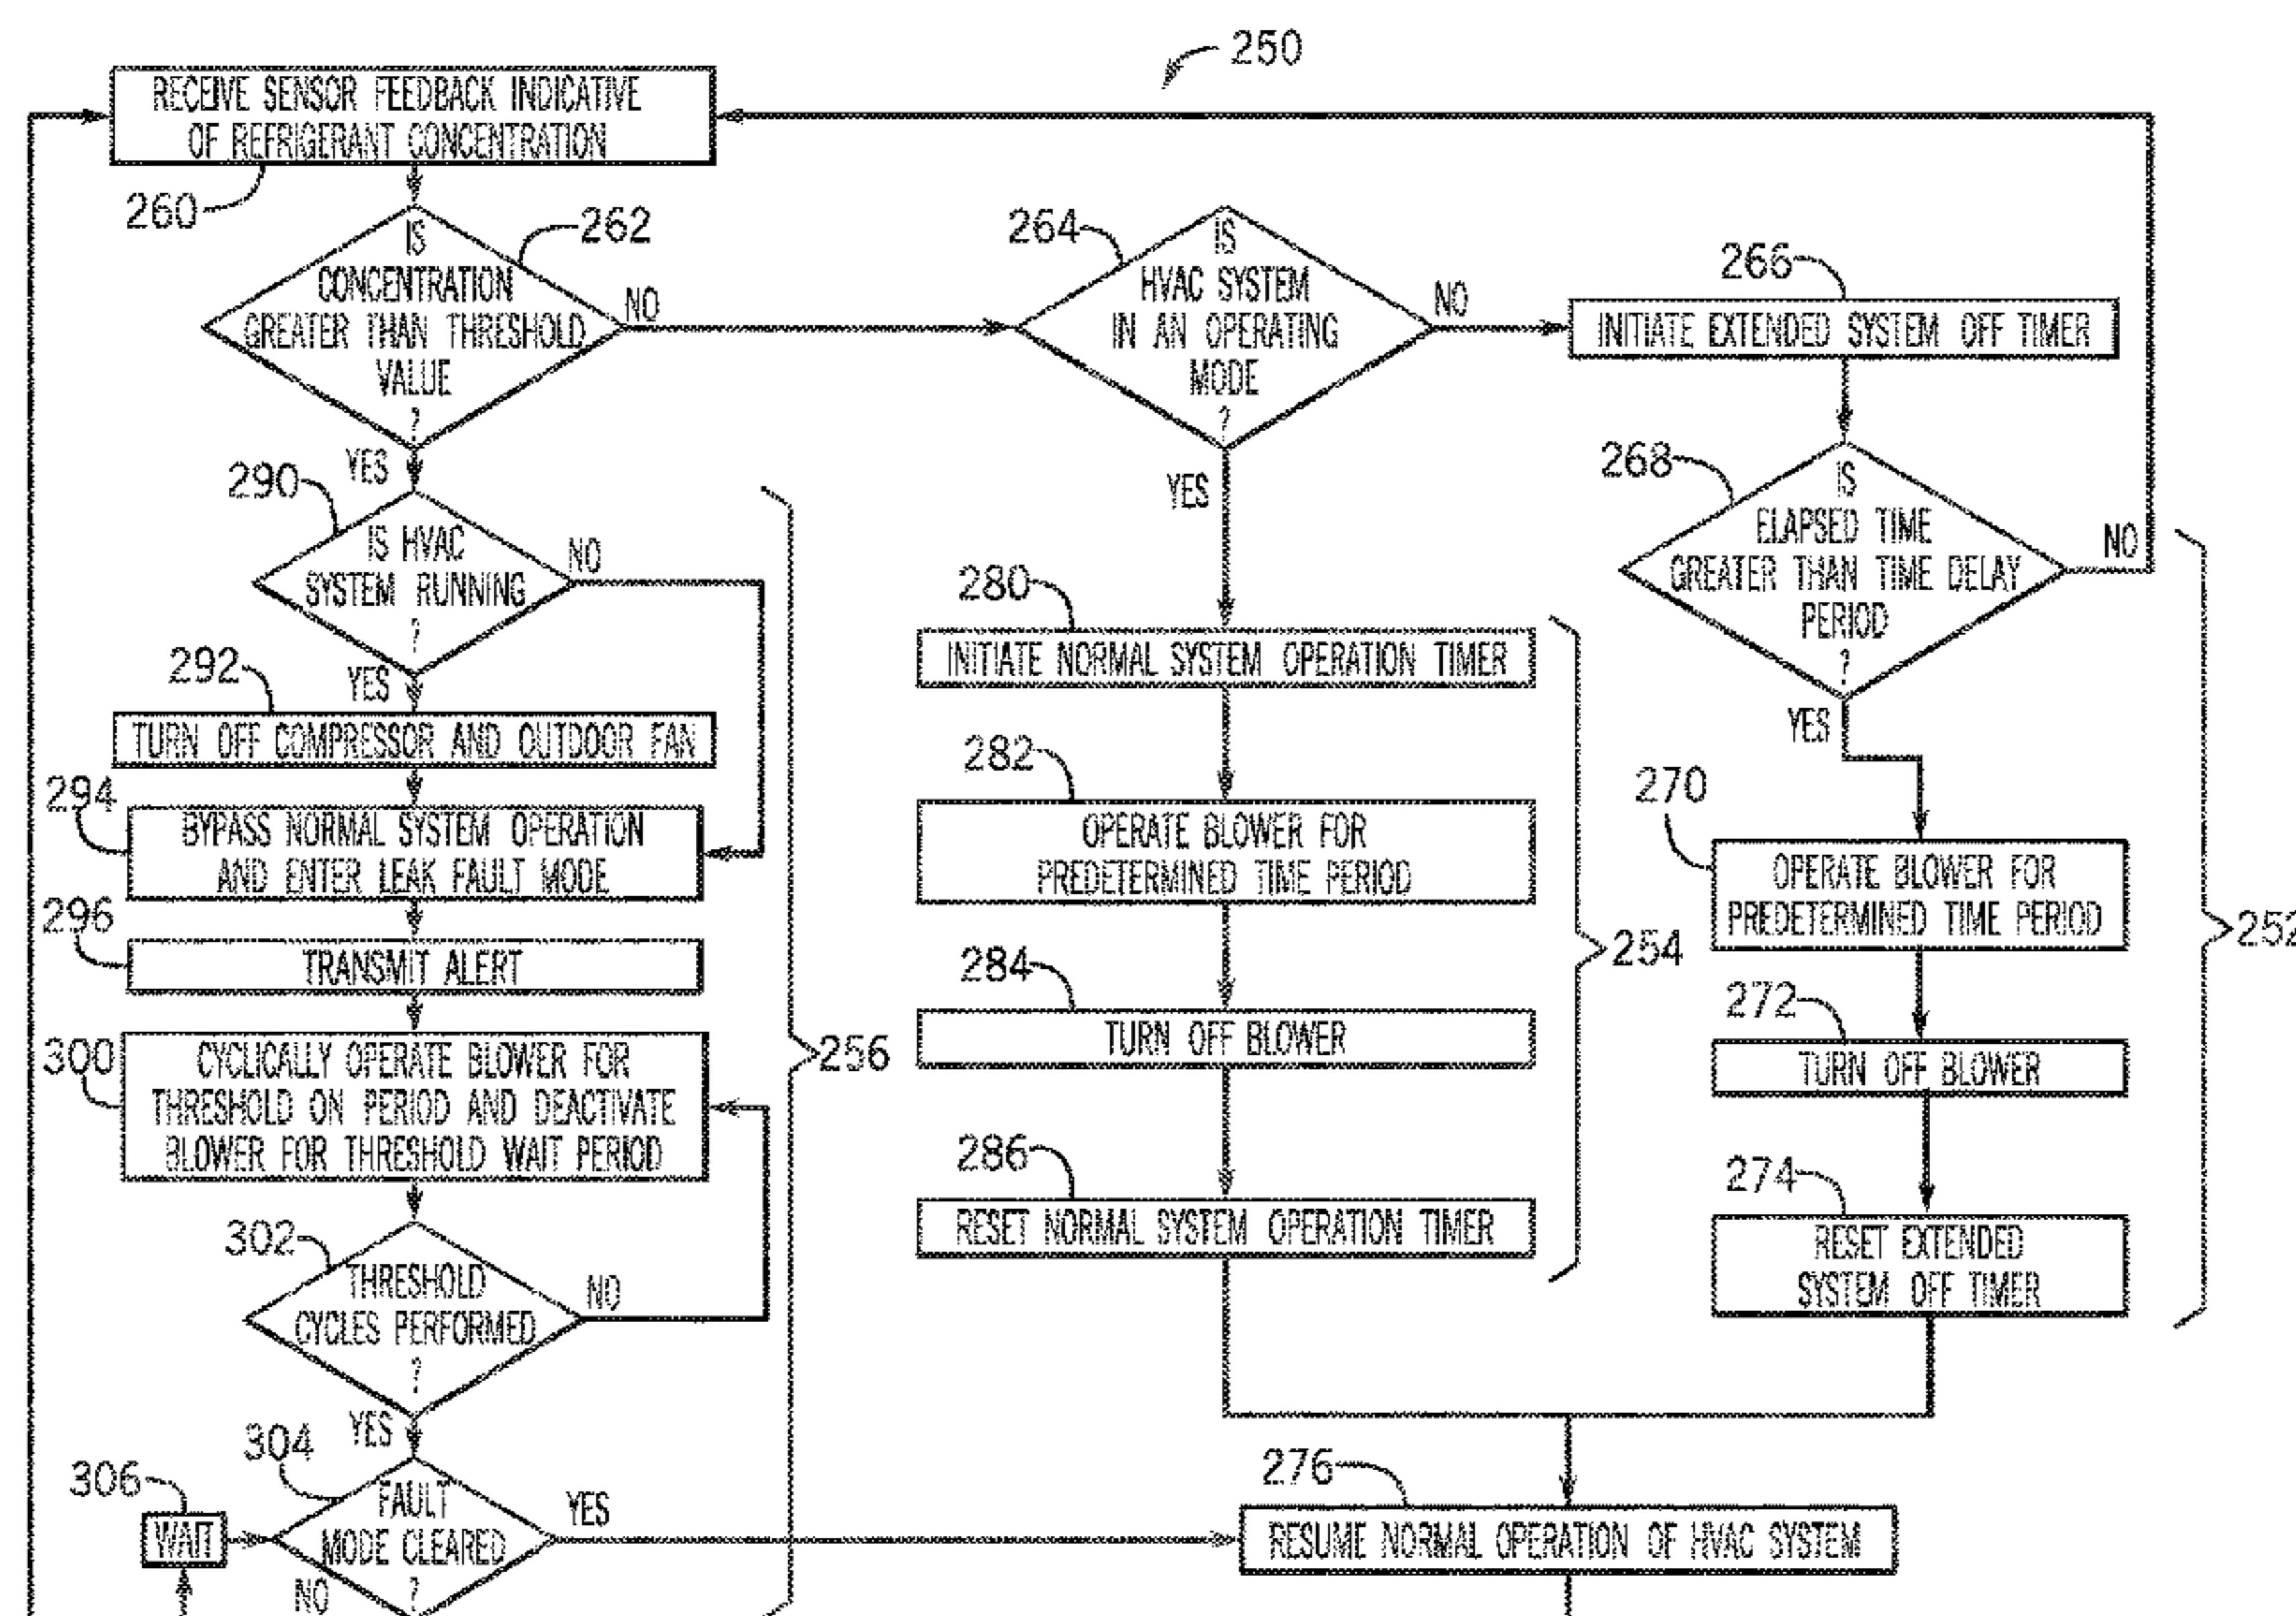 250
RECEIVE SENSOR FEEDBACK INDICATIVE
OF REFRIGERANT CONCENTRATION
260
IS
CONCENTRATION
GREATER THAN THRESHOLD
VALUE
?
262
NO
YES
264
IS
HVAC SYSTEM
IN AN OPERATING
MODE
?
NO
YES
266
INITIATE EXTENDED SYSTEM OFF TIMER
268
IS
ELAPSED TIME
GREATER THAN TIME DELAY
PERIOD
?
NO
YES
290
IS HVAC
SYSTEM RUNNING
?
NO
YES
292
TURN OFF COMPRESSOR AND OUTDOOR FAN
294
BYPASS NORMAL SYSTEM OPERATION
AND ENTER LEAK FAULT MODE
296
TRANSMIT ALERT
300
CYCLICALLY OPERATE BLOWER FOR
THRESHOLD ON PERIOD AND DEACTIVATE
BLOWER FOR THRESHOLD WAIT PERIOD
302
THRESHOLD
CYCLES PERFORMED
?
NO
YES
304
FAULT
MODE CLEARED
?
YES
NO
306
WAIT
256
280
INITIATE NORMAL SYSTEM OPERATION TIMER
282
OPERATE BLOWER FOR
PREDETERMINED TIME PERIOD
284
TURN OFF BLOWER
286
RESET NORMAL SYSTEM OPERATION TIMER
254
270
OPERATE BLOWER FOR
PREDETERMINED TIME PERIOD
272
TURN OFF BLOWER
274
RESET EXTENDED
SYSTEM OFF TIMER
252
276
RESUME NORMAL OPERATION OF HVAC SYSTEM